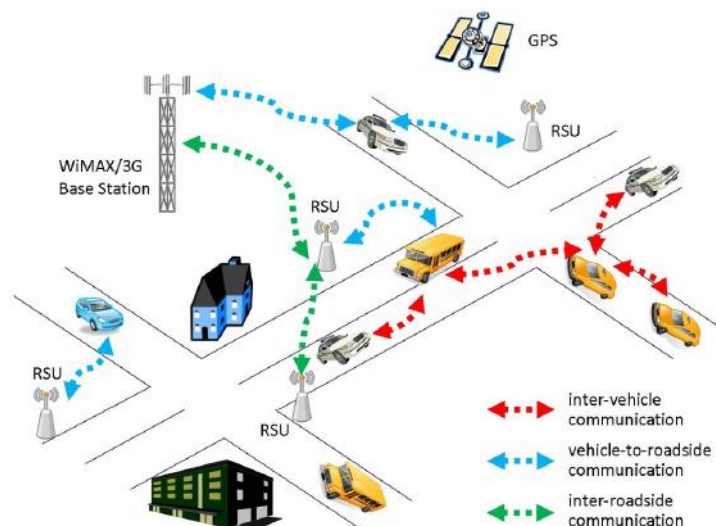 GPS
RSU
WiMAX/3G
Base Station
RSU
RSU
RSU
inter-vehicle
communication
vehicle-to-roadside
communication
inter-roadside
communication